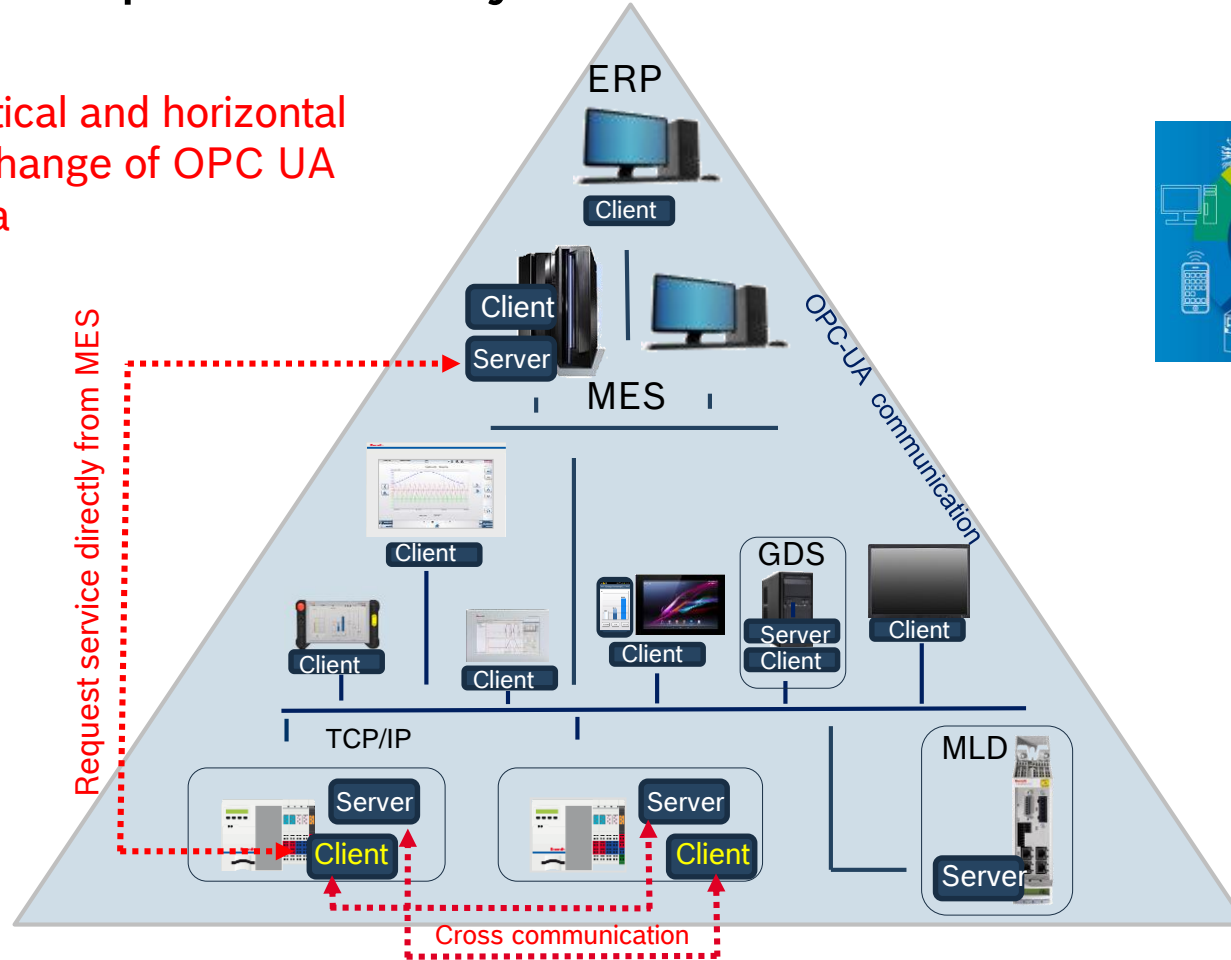 ERP
tical and horizontal
hange of OPC UA
Client
Client
Server
MES
OPC-UA communication
Request service directly from MES
Client
GDS
Server
Client
Client
Client
Client
Client
TCP/IP
MLD
Server
Server
Client
Client
Server
Cross communication